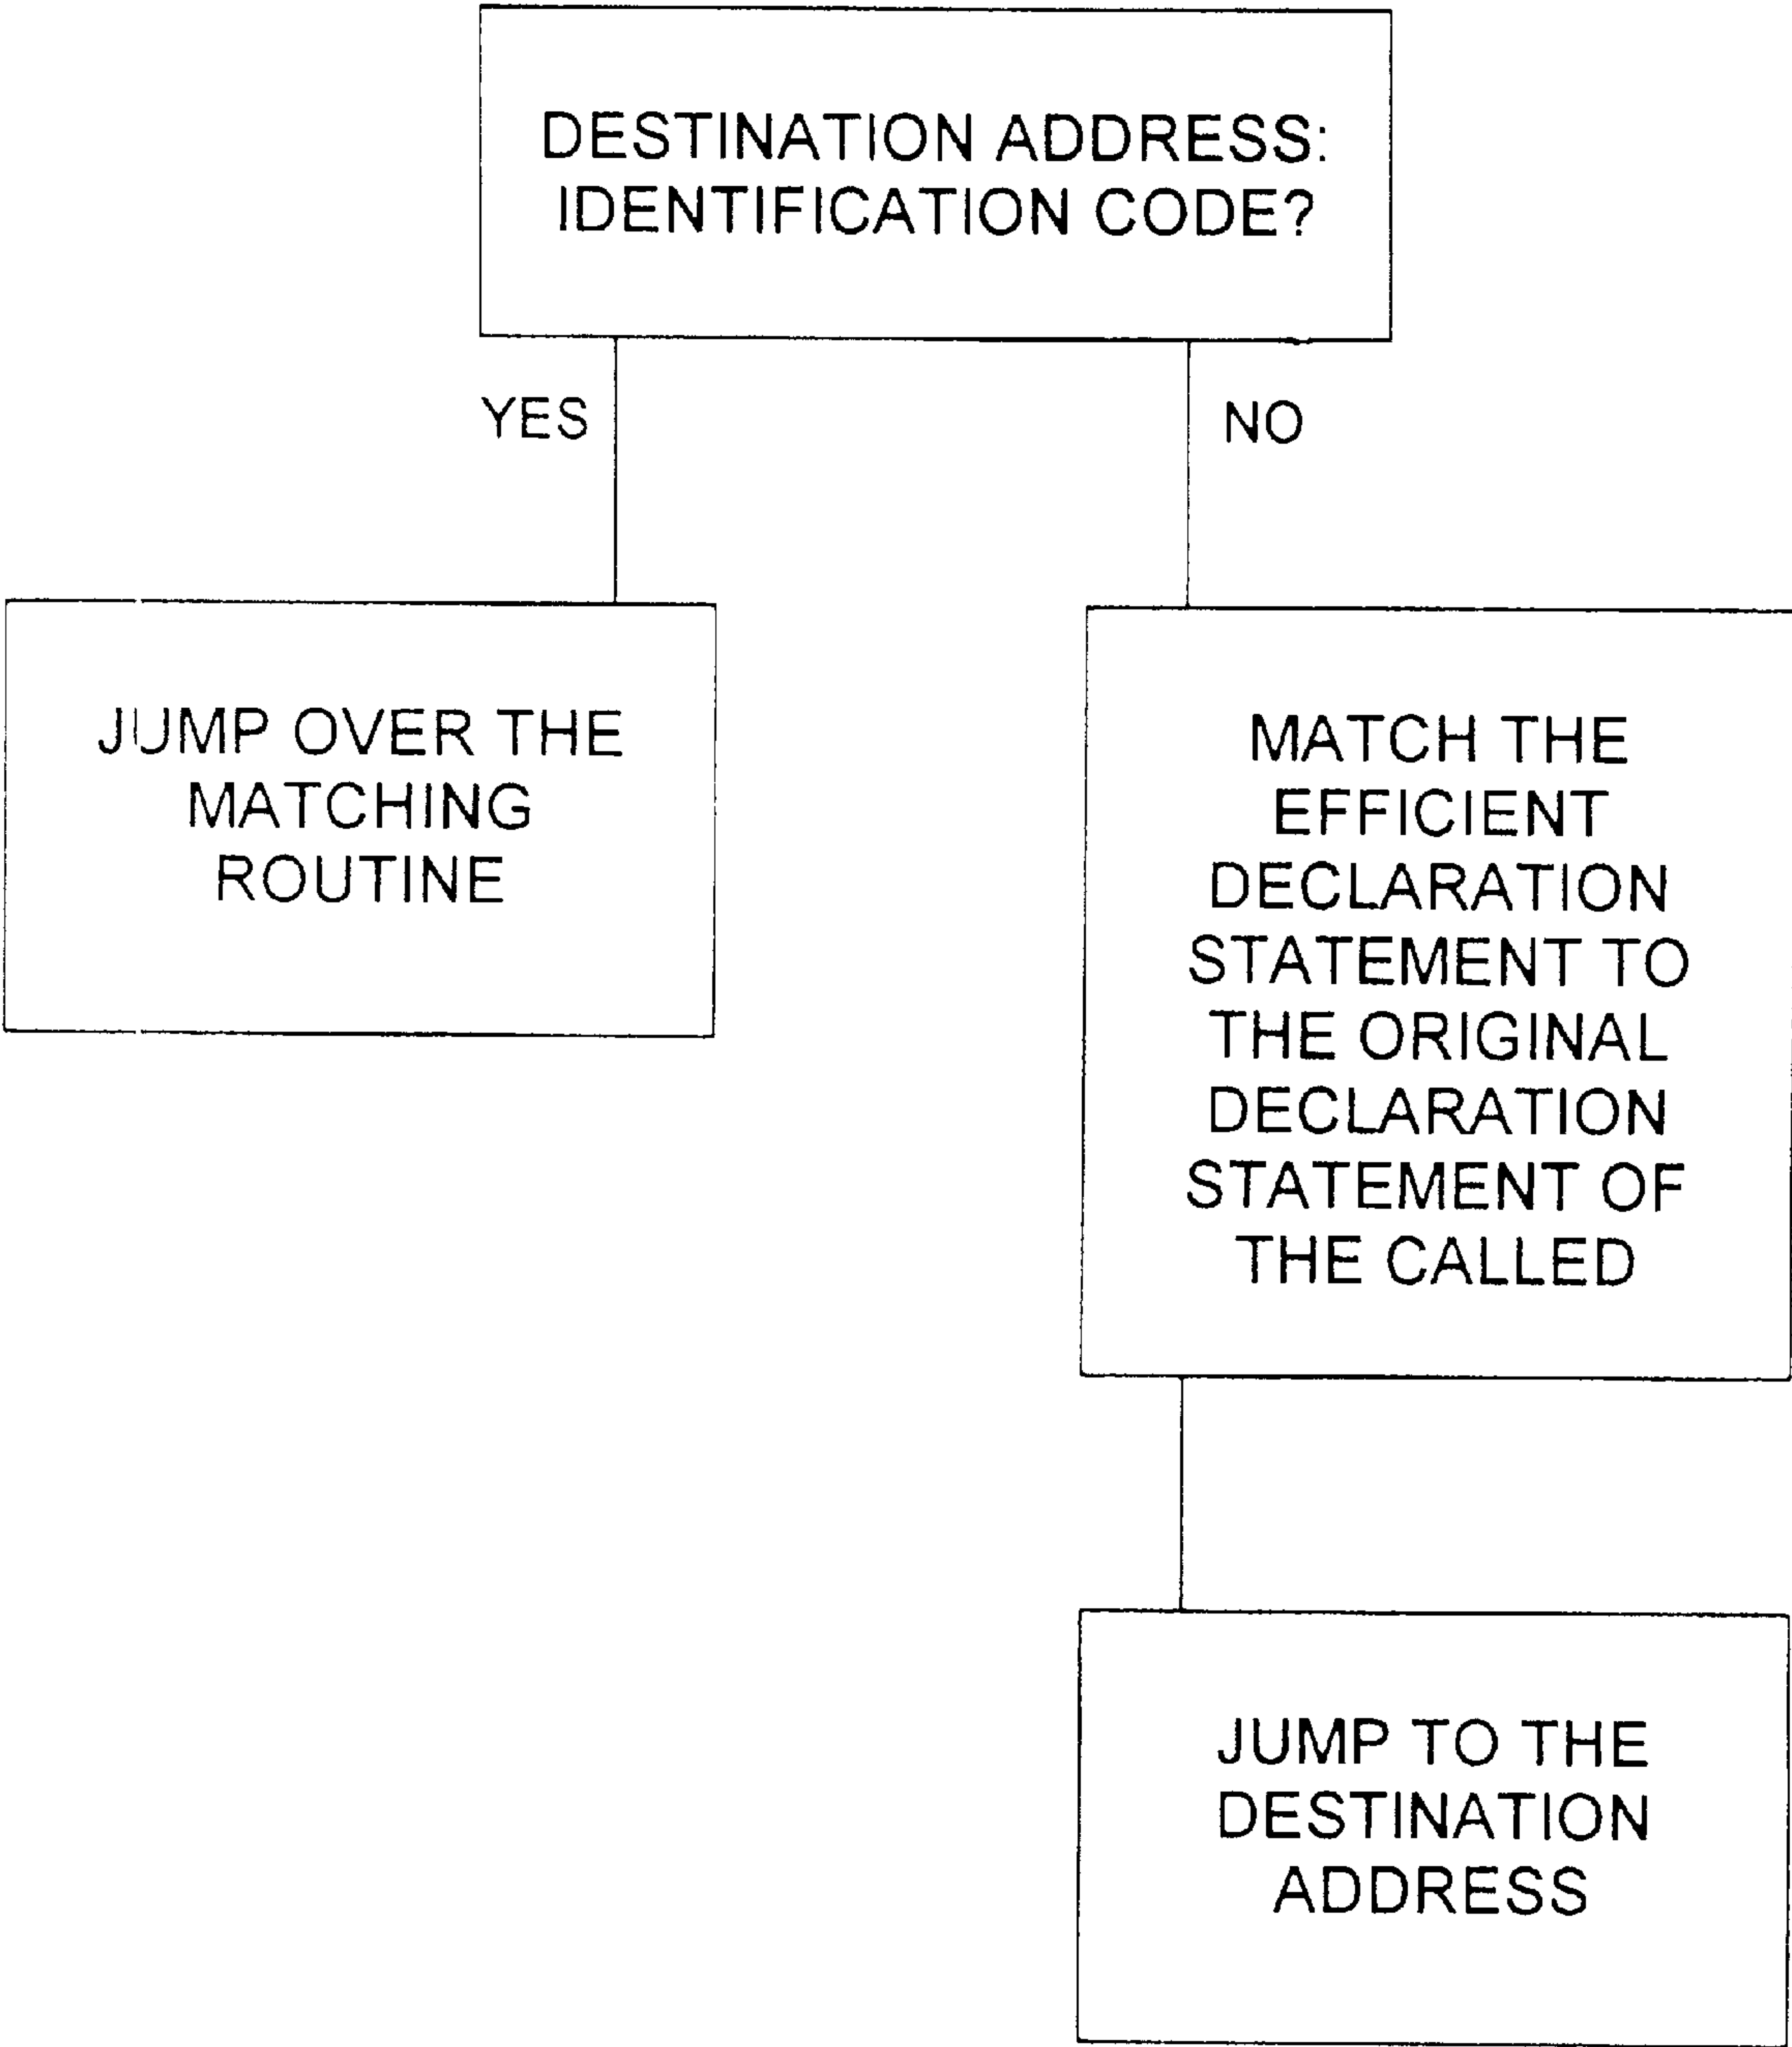 DESTINATION ADDRESS:
IDENTIFICATION CODE?
YES
NO
JUMP OVER THE
MATCHING
ROUTINE
MATCH THE
EFFICIENT
DECLARATION
STATEMENT TO
THE ORIGINAL
DECLARATION
STATEMENT OF
THE CALLED
JUMP TO THE
DESTINATION
ADDRESS